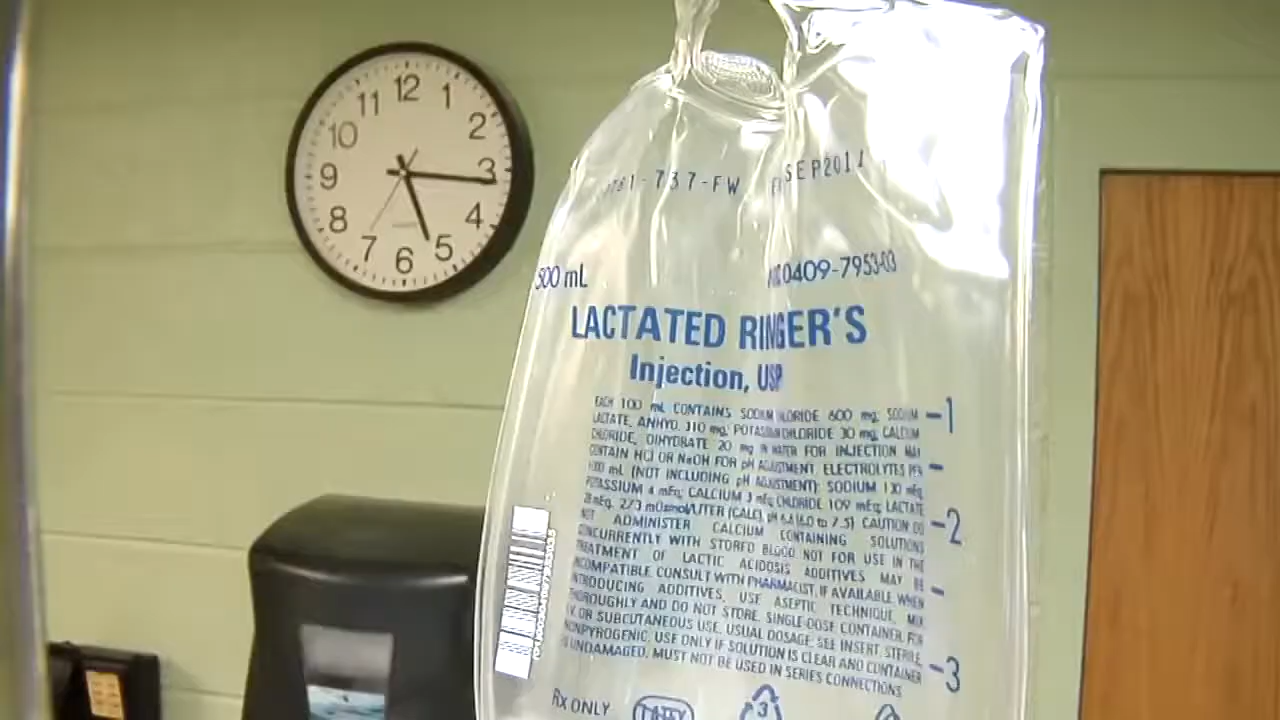 12
11
1
10
2
9
3
8
4
7
5
6
737-FW
SEP2011
500 mL
0409-7953-03
LACTATED RINGER'S
Injection, USP
EACH 100 mL CONTAINS SODIUM CHLORIDE 600 mg; SODIUM
LACTATE, ANHYD. 310 mg; POTASSIUM CHLORIDE 30 mg; CALCIUM
CHLORIDE, DIHYDRATE 20 mg IN WATER FOR INJECTION MAY
CONTAIN HCl OR NaOH FOR pH ADJUSTMENT. ELECTROLYTES PER
1000 mL (NOT INCLUDING pH ADJUSTMENT): SODIUM 130 mEq;
POTASSIUM 4 mEq; CALCIUM 3 mEq; CHLORIDE 109 mEq; LACTATE
28 mEq. 273 mOsmol/LITER (CALC). pH 6.4 (6.0 to 7.5) CAUTION DO
NOT ADMINISTER CALCIUM CONTAINING SOLUTIONS
CONCURRENTLY WITH STORED BLOOD. NOT FOR USE IN THE
TREATMENT OF LACTIC ACIDOSIS. ADDITIVES MAY BE
INCOMPATIBLE. CONSULT WITH PHARMACIST, IF AVAILABLE. WHEN
INTRODUCING ADDITIVES, USE ASEPTIC TECHNIQUE, MIX
THOROUGHLY AND DO NOT STORE. SINGLE-DOSE CONTAINER. FOR
I.V. OR SUBCUTANEOUS USE. USUAL DOSAGE: SEE INSERT. STERILE,
NONPYROGENIC. USE ONLY IF SOLUTION IS CLEAR AND CONTAINER
IS UNDAMAGED. MUST NOT BE USED IN SERIES CONNECTIONS
1
2
3
Rx ONLY
3